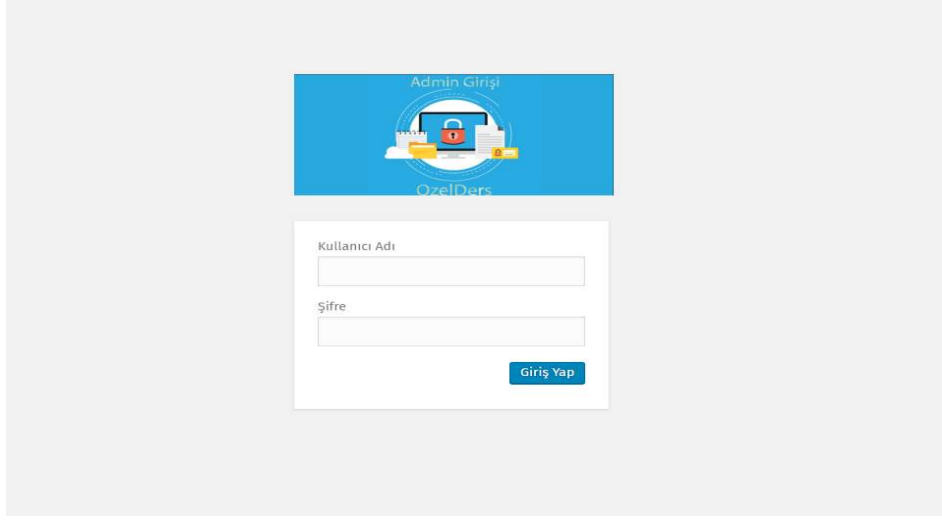 Admin Girişi
OzelDers
Kullanıcı Adı
Şifre
Giriş Yap